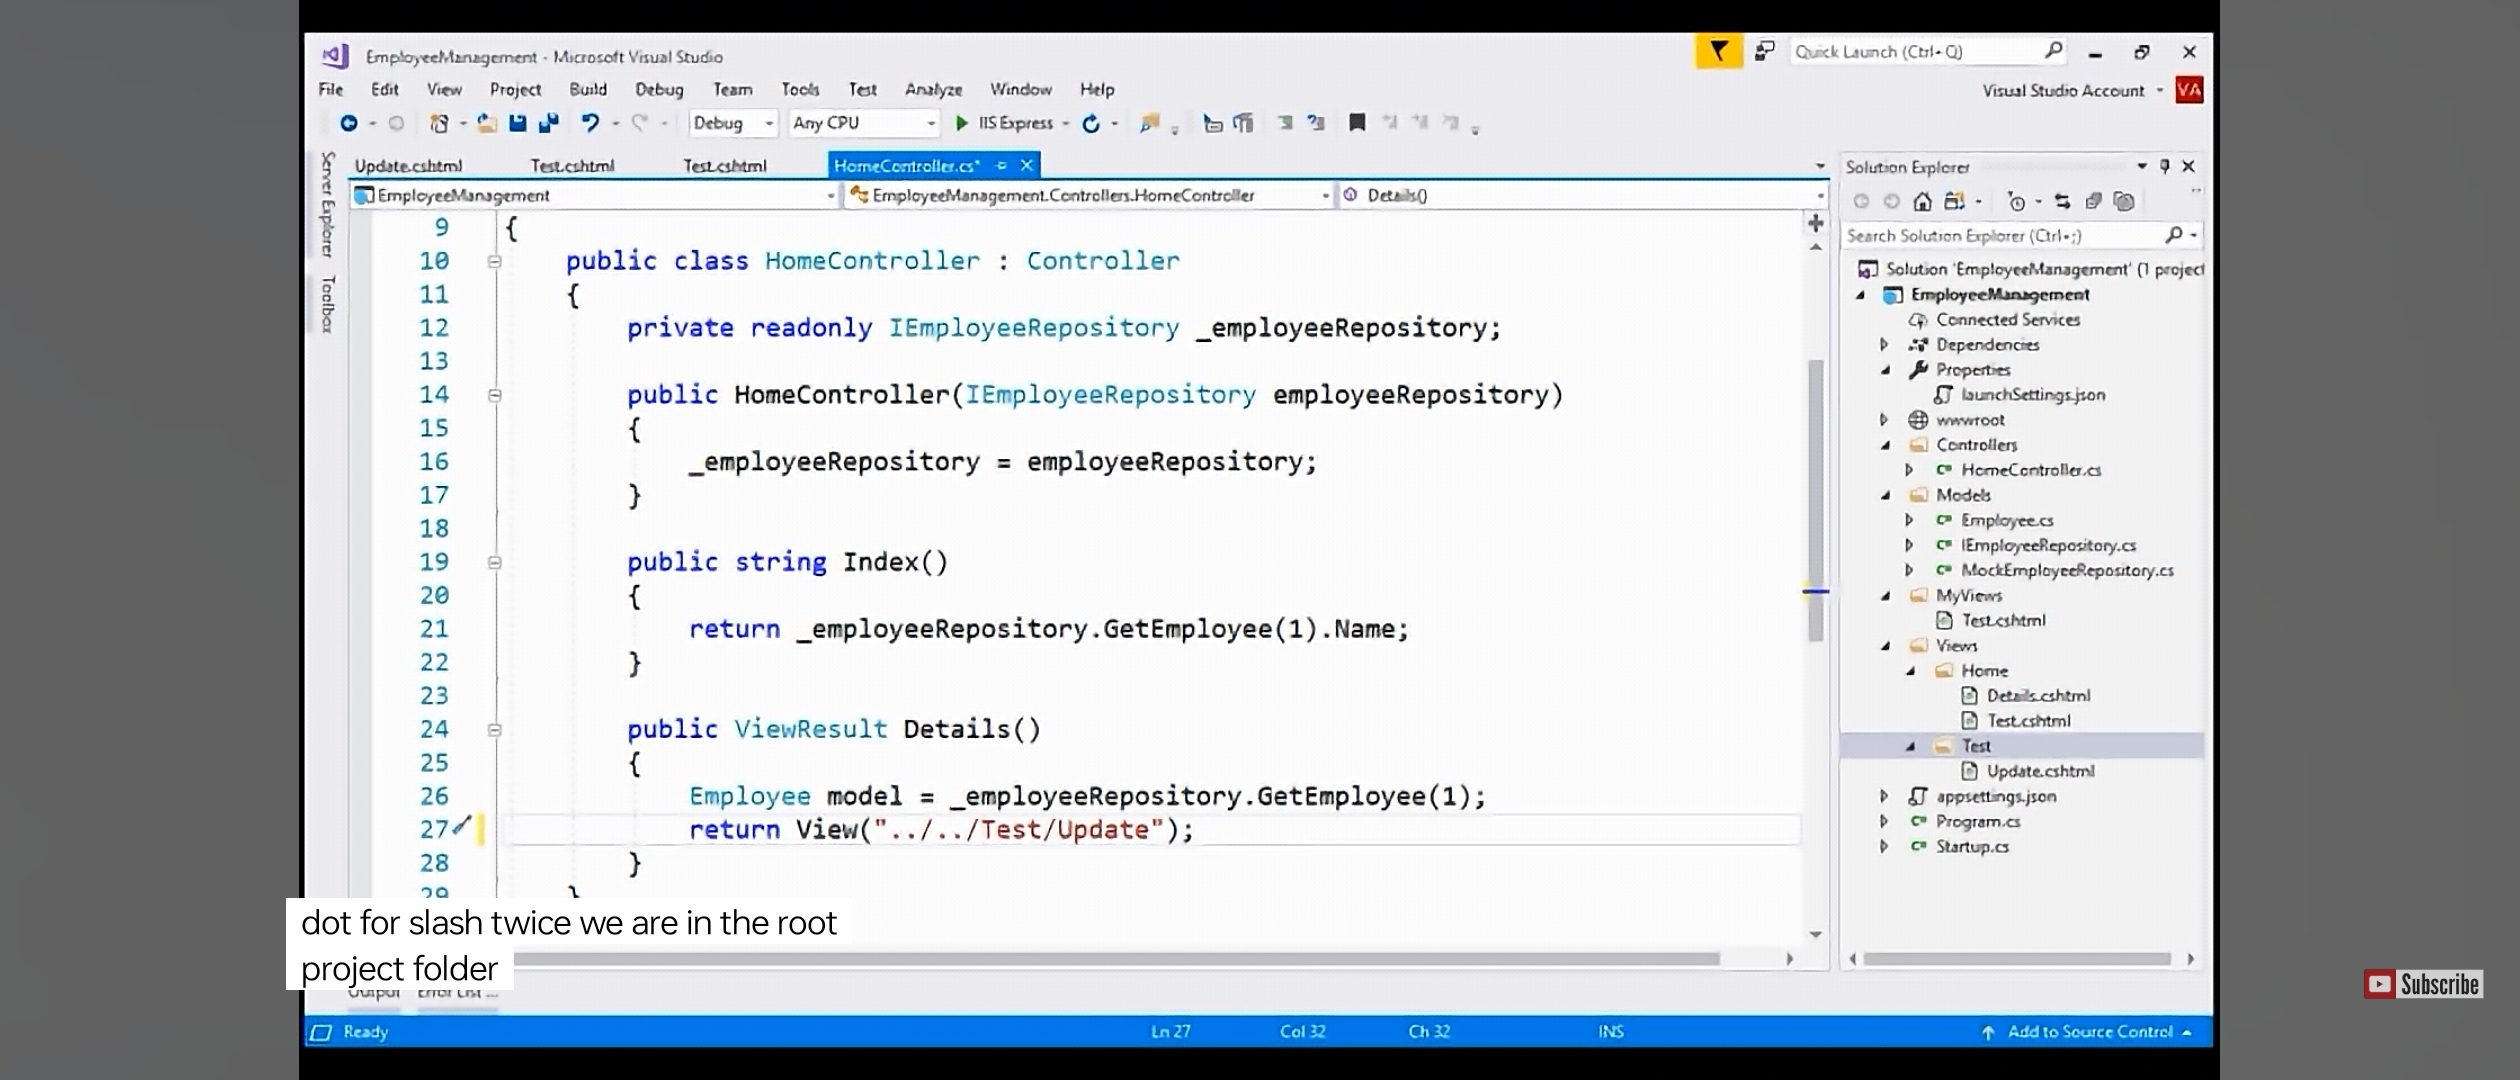 EmployeeManagement - Microsoft Visual Studio
Quick Launch (Ctrl+Q)
File Edit View Project Build Debug Team Tools Test Analyze Window Help
Visual Studio Account VA
Debug Any CPU IIS Express
Server Explorer
Toolbox
Update.cshtml Test.cshtml Test.cshtml HomeController.cs*
EmployeeManagement EmployeeManagement.Controllers.HomeController Details()
9 {
10 public class HomeController : Controller
11 {
12 private readonly IEmployeeRepository _employeeRepository;
13
14 public HomeController(IEmployeeRepository employeeRepository)
15 {
16 _employeeRepository = employeeRepository;
17 }
18
19 public string Index()
20 {
21 return _employeeRepository.GetEmployee(1).Name;
22 }
23
24 public ViewResult Details()
25 {
26 Employee model = _employeeRepository.GetEmployee(1);
27 return View("../../Test/Update");
28 }
29 }
Solution Explorer
Search Solution Explorer (Ctrl+;)
Solution 'EmployeeManagement' (1 project
EmployeeManagement
Connected Services
Dependencies
Properties
launchSettings.json
wwwroot
Controllers
HomeController.cs
Models
Employee.cs
IEmployeeRepository.cs
MockEmployeeRepository.cs
MyViews
Test.cshtml
Views
Home
Details.cshtml
Test.cshtml
Test
Update.cshtml
appsettings.json
Program.cs
Startup.cs
dot for slash twice we are in the root
project folder
Output Error List ...
Subscribe
Ready Ln 27 Col 32 Ch 32 INS Add to Source Control